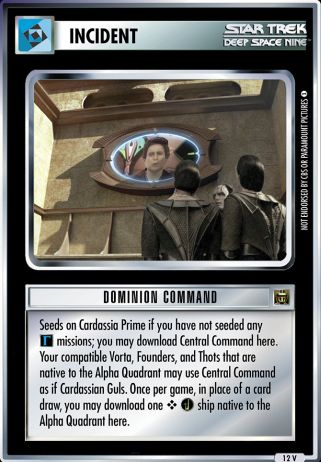 INCIDENT
STAR TREK
DEEP SPACE NINE
NOT ENDORSED BY CBS OR PARAMOUNT PICTURES
DOMINION COMMAND
Seeds on Cardassia Prime if you have not seeded any
missions; you may download Central Command here.
Your compatible Vorta, Founders, and Thots that are
native to the Alpha Quadrant may use Central Command
as if Cardassian Guls. Once per game, in place of a card
draw, you may download one ship native to the
Alpha Quadrant here.
12 V